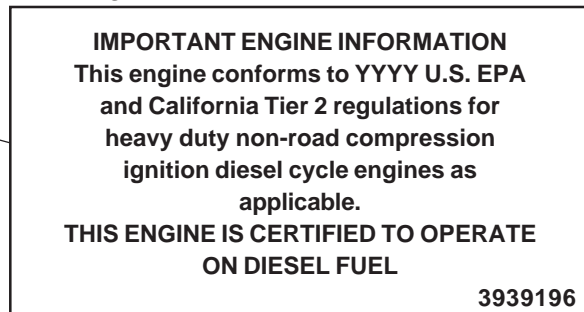 IMPORTANT ENGINE INFORMATION
This engine conforms to YYYY U.S. EPA
and California Tier 2 regulations for
heavy duty non-road compression
ignition diesel cycle engines as
applicable.
THIS ENGINE IS CERTIFIED TO OPERATE
ON DIESEL FUEL
3939196